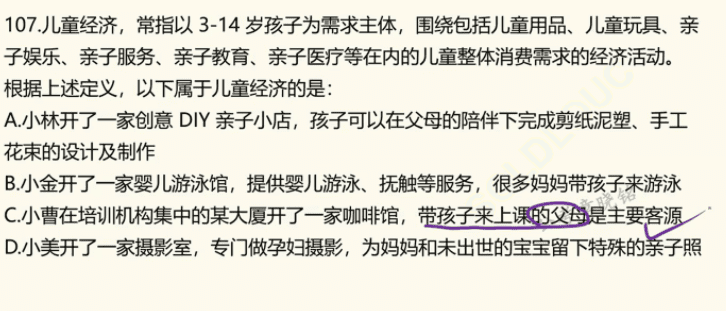 107.儿童经济，常指以 3-14 岁孩子为需求主体，围绕包括儿童用品、儿童玩具、亲
子娱乐、亲子服务、亲子教育、亲子医疗等在内的儿童整体消费需求的经济活动。
根据上述定义，以下属于儿童经济的是：
A.小林开了一家创意 DIY 亲子小店，孩子可以在父母的陪伴下完成剪纸泥塑、手工
花束的设计及制作
B.小金开了一家婴儿游泳馆，提供婴儿游泳、抚触等服务，很多妈妈带孩子来游泳
C.小曹在培训机构集中的某大厦开了一家咖啡馆，带孩子来上课的父母是主要客源
D.小美开了一家摄影室，专门做孕妇摄影，为妈妈和未出世的宝宝留下特殊的亲子照